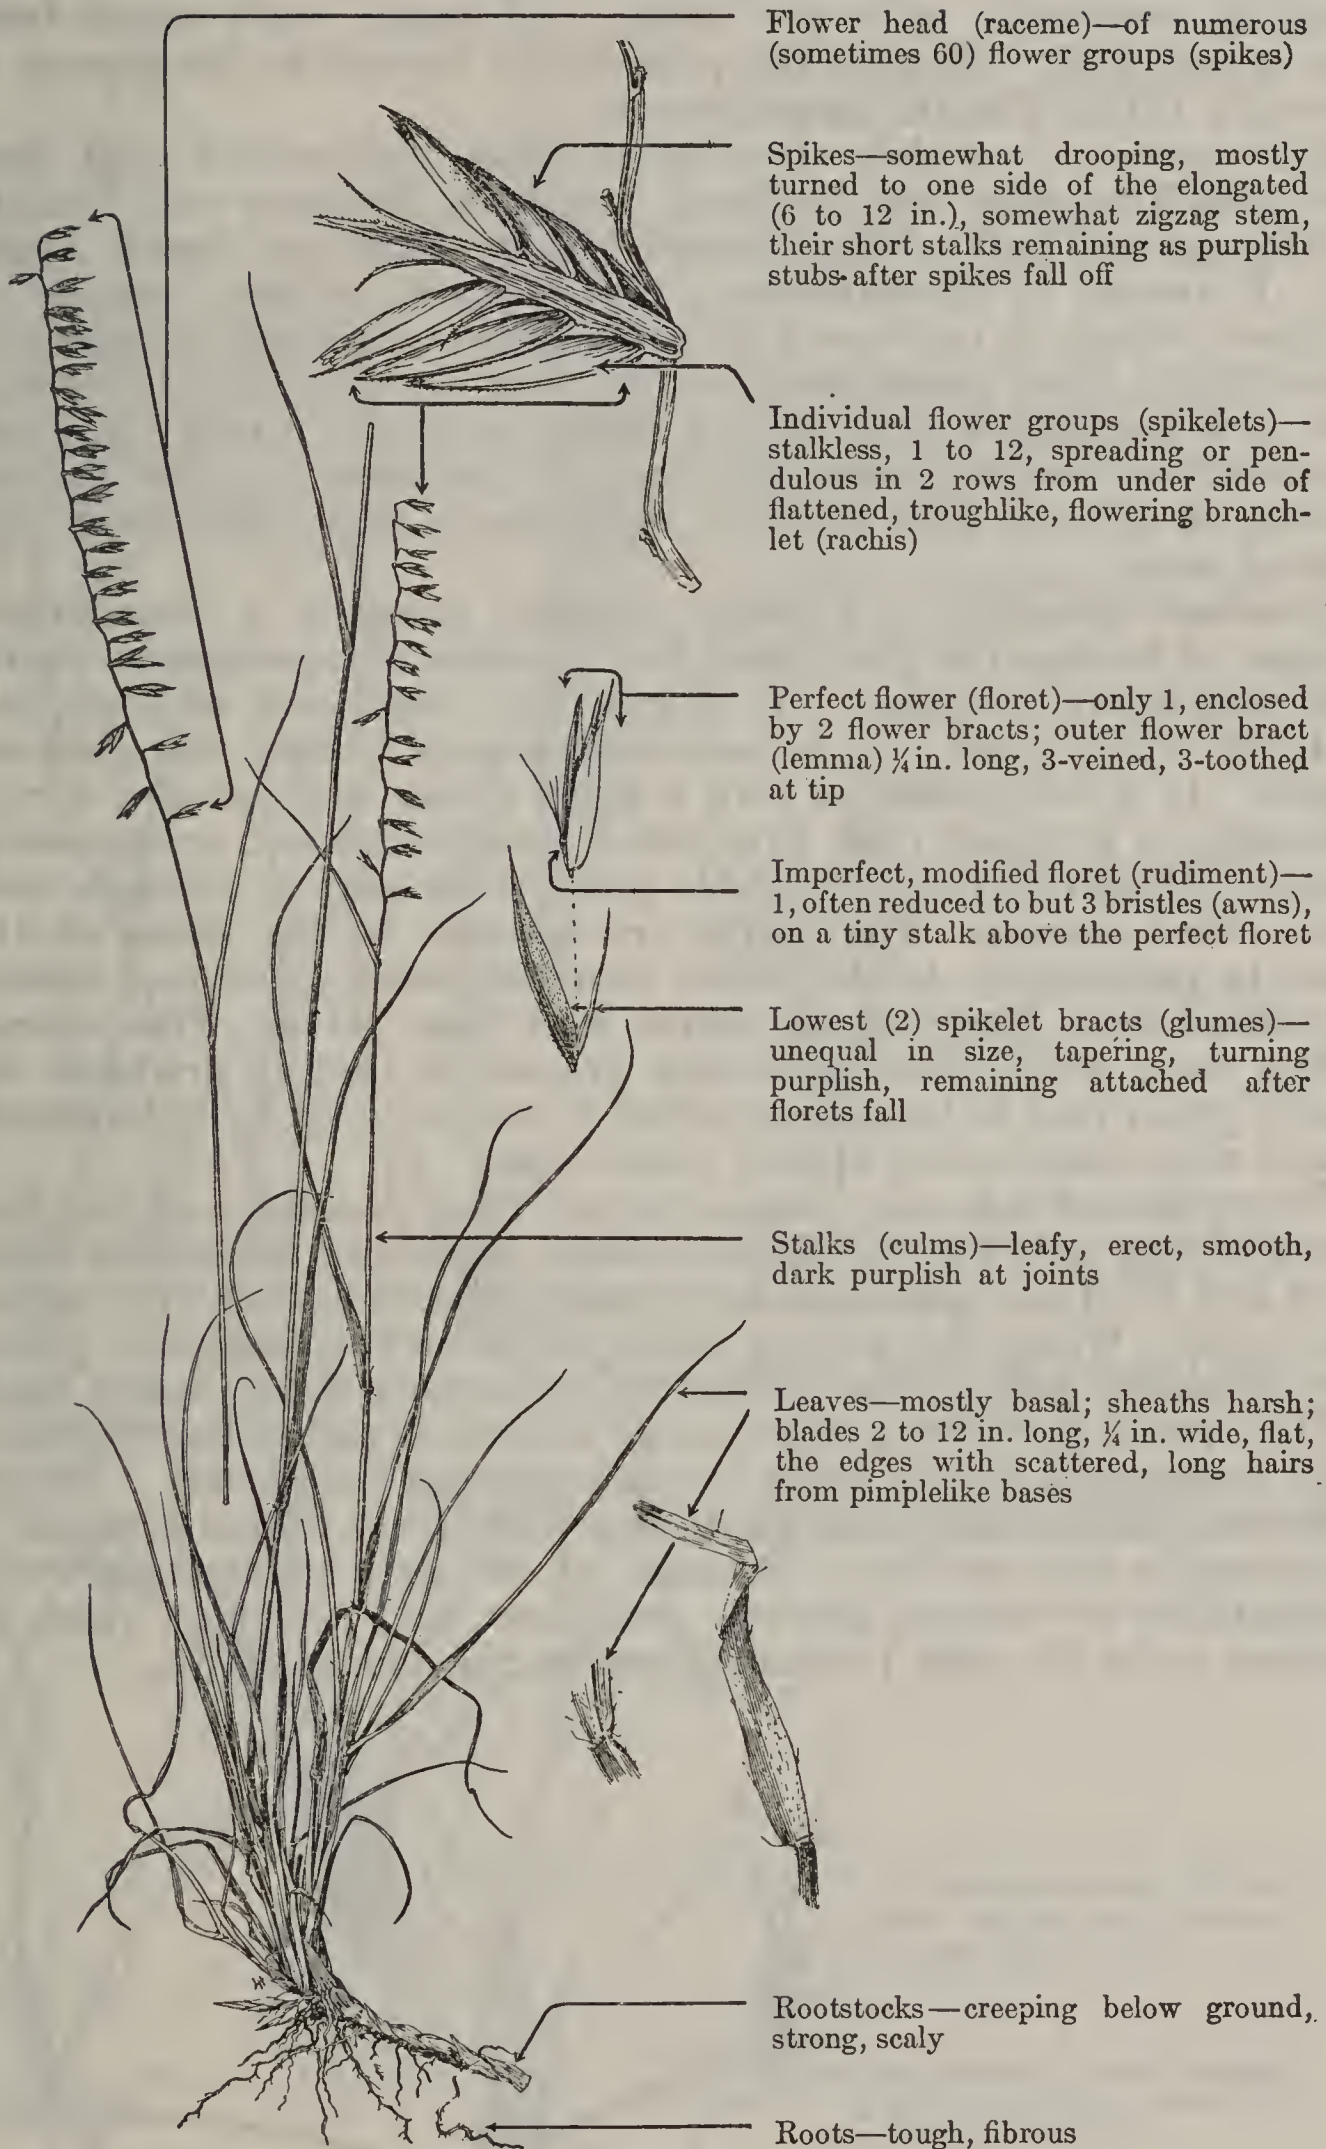 Flower head (raceme)—of numerous
(sometimes 60) flower groups (spikes)
Spikes—somewhat drooping, mostly
turned to one side of the elongated
(6 to 12 in.), somewhat zigzag stem,
their short stalks remaining as purplish
stubs after spikes fall off
Individual flower groups (spikelets)—
stalkless, 1 to 12, spreading or pen-
dulous in 2 rows from under side of
flattened, troughlike, flowering branch-
let (rachis)
Perfect flower (floret)—only 1, enclosed
by 2 flower bracts; outer flower bract
(lemma) ¼ in. long, 3-veined, 3-toothed
at tip
Imperfect, modified floret (rudiment)—
1, often reduced to but 3 bristles (awns),
on a tiny stalk above the perfect floret
Lowest (2) spikelet bracts (glumes)—
unequal in size, tapering, turning
purplish, remaining attached after
florets fall
Stalks (culms)—leafy, erect, smooth,
dark purplish at joints
Leaves—mostly basal; sheaths harsh;
blades 2 to 12 in. long, ¼ in. wide, flat,
the edges with scattered, long hairs
from pimplelike bases
Rootstocks—creeping below ground,
strong, scaly
Roots—tough, fibrous